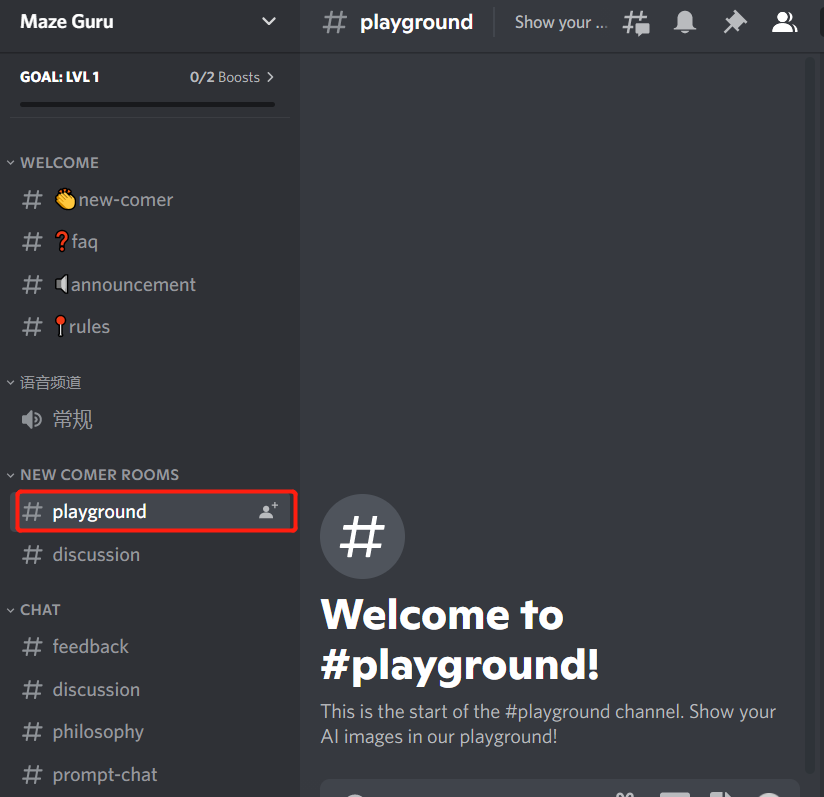 Maze Guru
GOAL: LVL 1 0/2 Boosts
WELCOME
# 👏new-comer
# ❓faq
# 🔈announcement
# 📍rules
语音频道
常规
NEW COMER ROOMS
# playground
# discussion
CHAT
# feedback
# discussion
# philosophy
# prompt-chat
# playground Show your ...
#
Welcome to
#playground!
This is the start of the #playground channel. Show your
AI images in our playground!